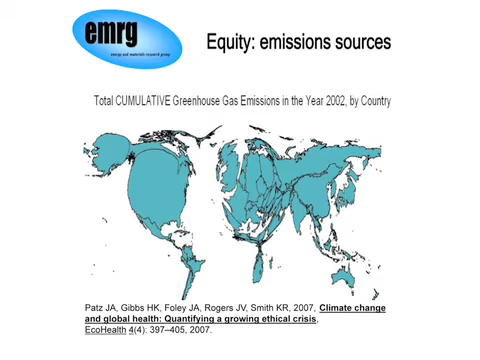 emrg
energy and materials research group
Equity: emissions sources
Total CUMULATIVE Greenhouse Gas Emissions in the Year 2002, by Country
Patz JA, Gibbs HK, Foley JA, Rogers JV, Smith KR, 2007, Climate change
and global health: Quantifying a growing ethical crisis,
EcoHealth 4(4): 397–405, 2007.